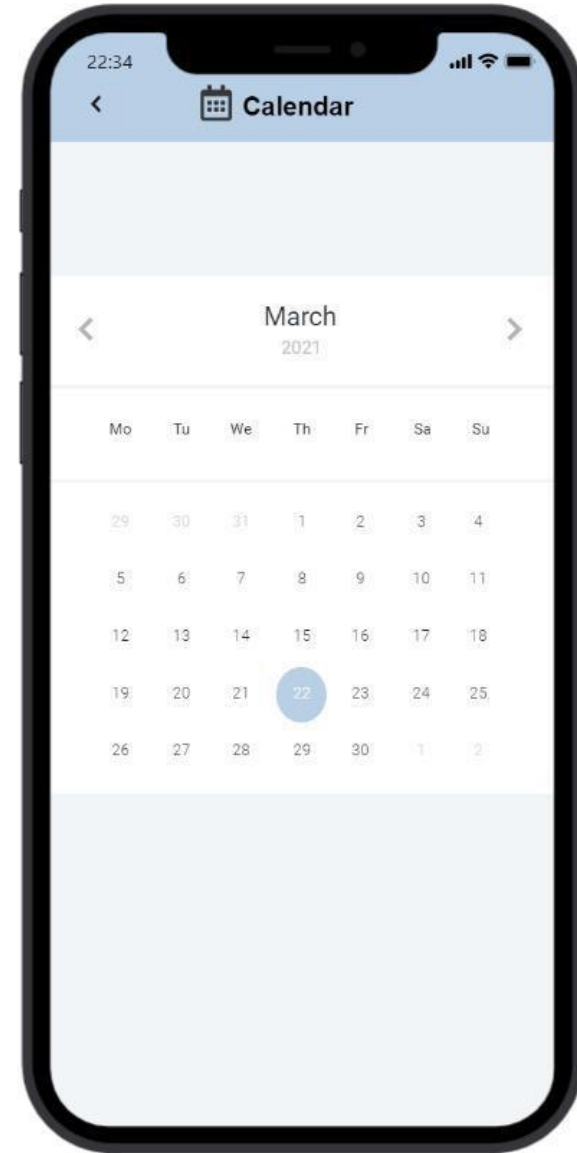 22:34
Calendar
March
2021
Mo Tu We Th Fr Sa Su
29 30 31 1 2 3 4
5 6 7 8 9 10 11
12 13 14 15 16 17 18
19 20 21 22 23 24 25
26 27 28 29 30 1 2